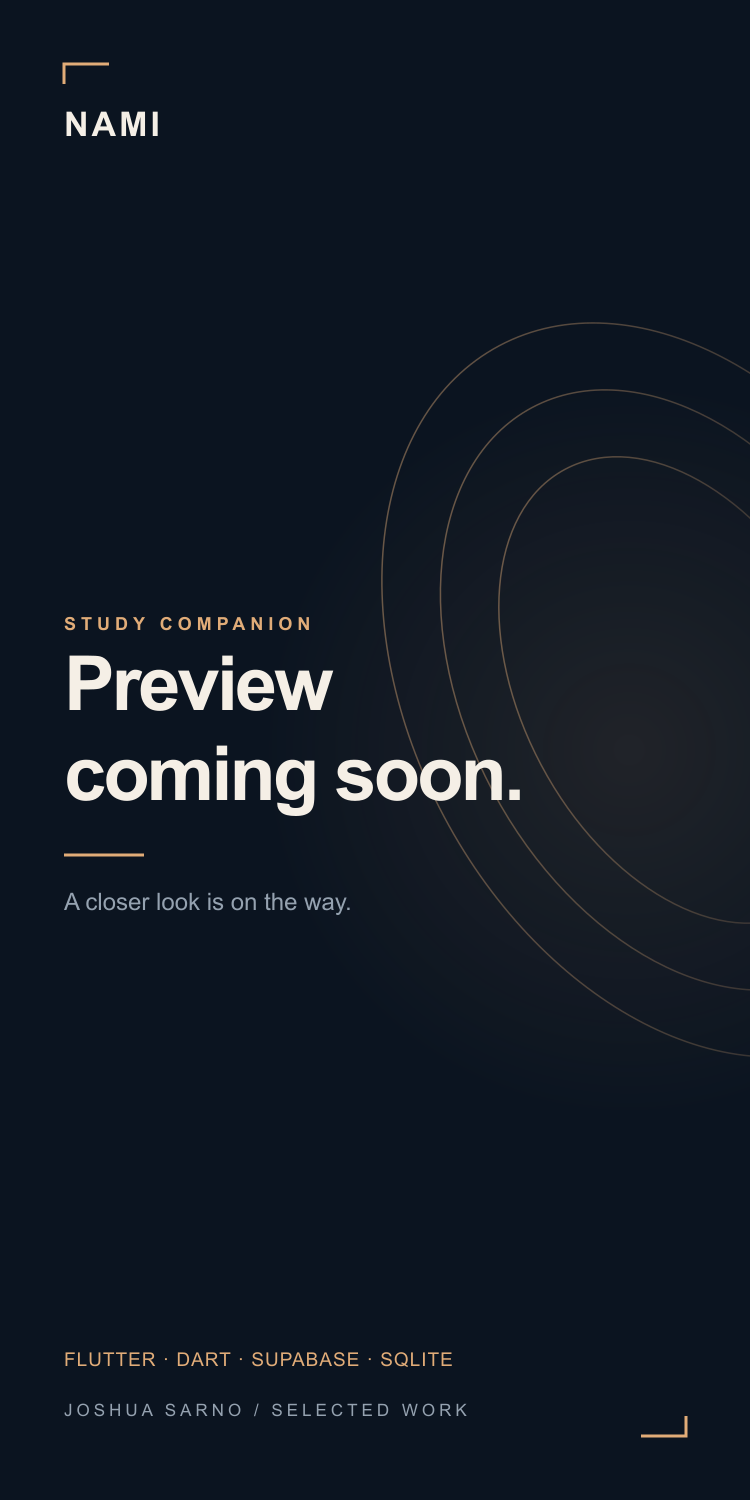 NAMI
STUDY COMPANION
Preview
coming soon.
A closer look is on the way.
FLUTTER · DART · SUPABASE · SQLITE
JOSHUA SARNO / SELECTED WORK